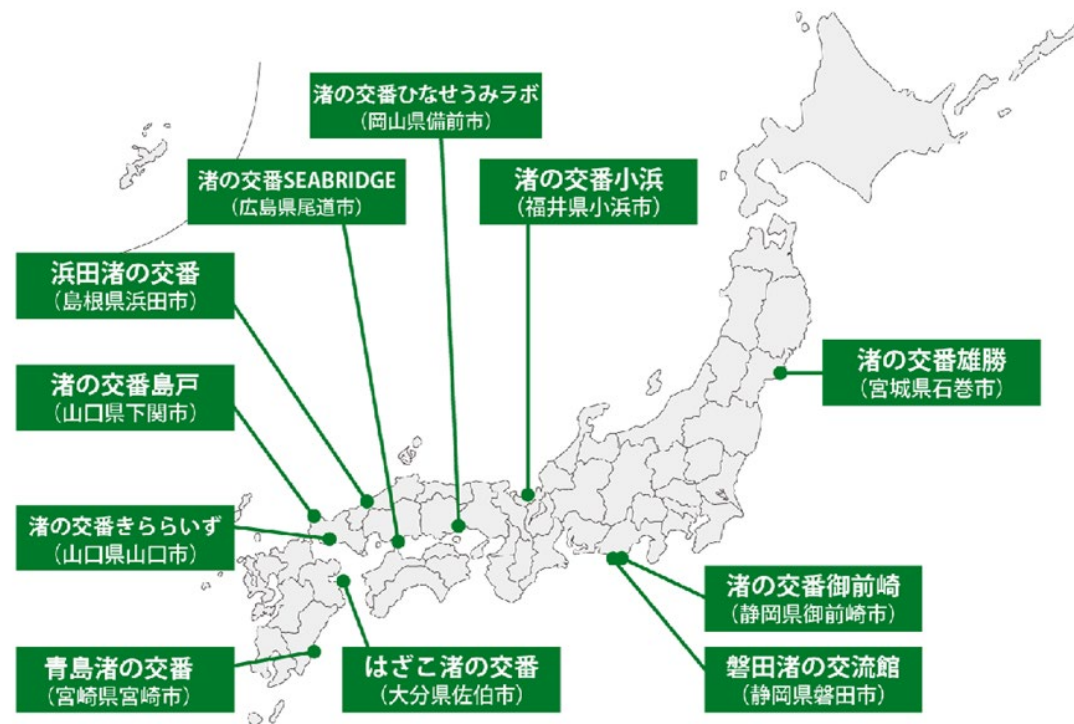 渚の交番ひなせうみラボ
(岡山県備前市)
渚の交番SEABRIDGE
(広島県尾道市)
渚の交番小浜
(福井県小浜市)
浜田渚の交番
(島根県浜田市)
渚の交番島戸
(山口県下関市)
渚の交番雄勝
(宮城県石巻市)
渚の交番きららいず
(山口県山口市)
渚の交番御前崎
(静岡県御前崎市)
青島渚の交番
(宮崎県宮崎市)
はざこ渚の交番
(大分県佐伯市)
磐田渚の交流館
(静岡県磐田市)